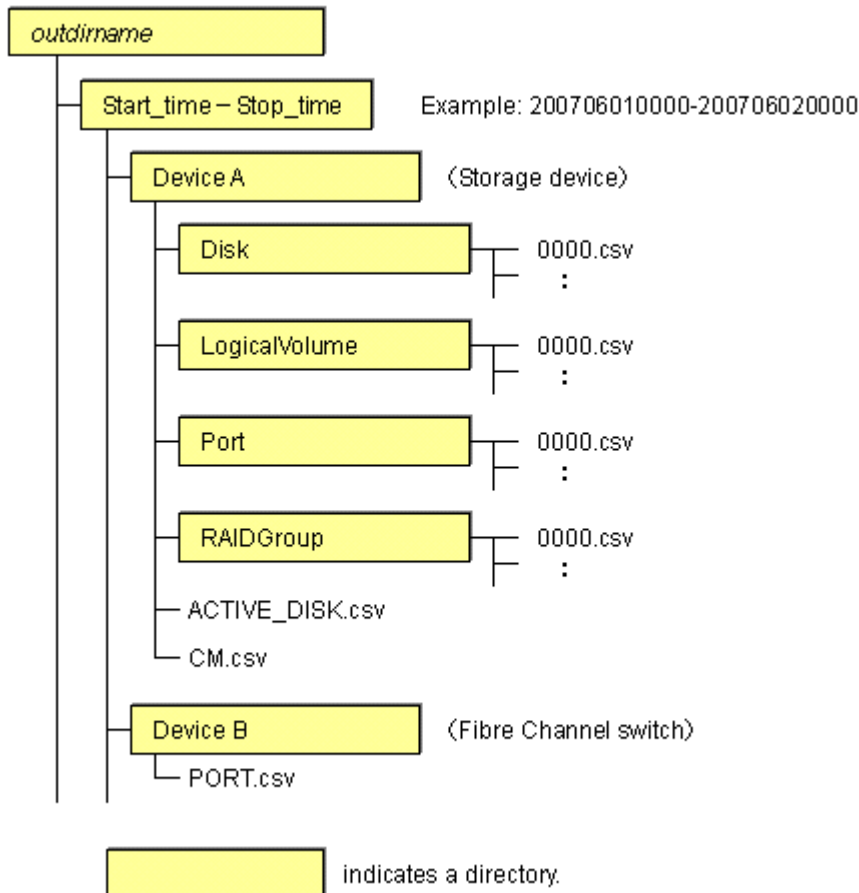 outdirname
Start_time – Stop_time Example: 200706010000-200706020000
Device A (Storage device)
Disk 0000.csv
:
LogicalVolume 0000.csv
:
Port 0000.csv
:
RAIDGroup 0000.csv
:
ACTIVE_DISK.csv
CM.csv
Device B (Fibre Channel switch)
PORT.csv
indicates a directory.